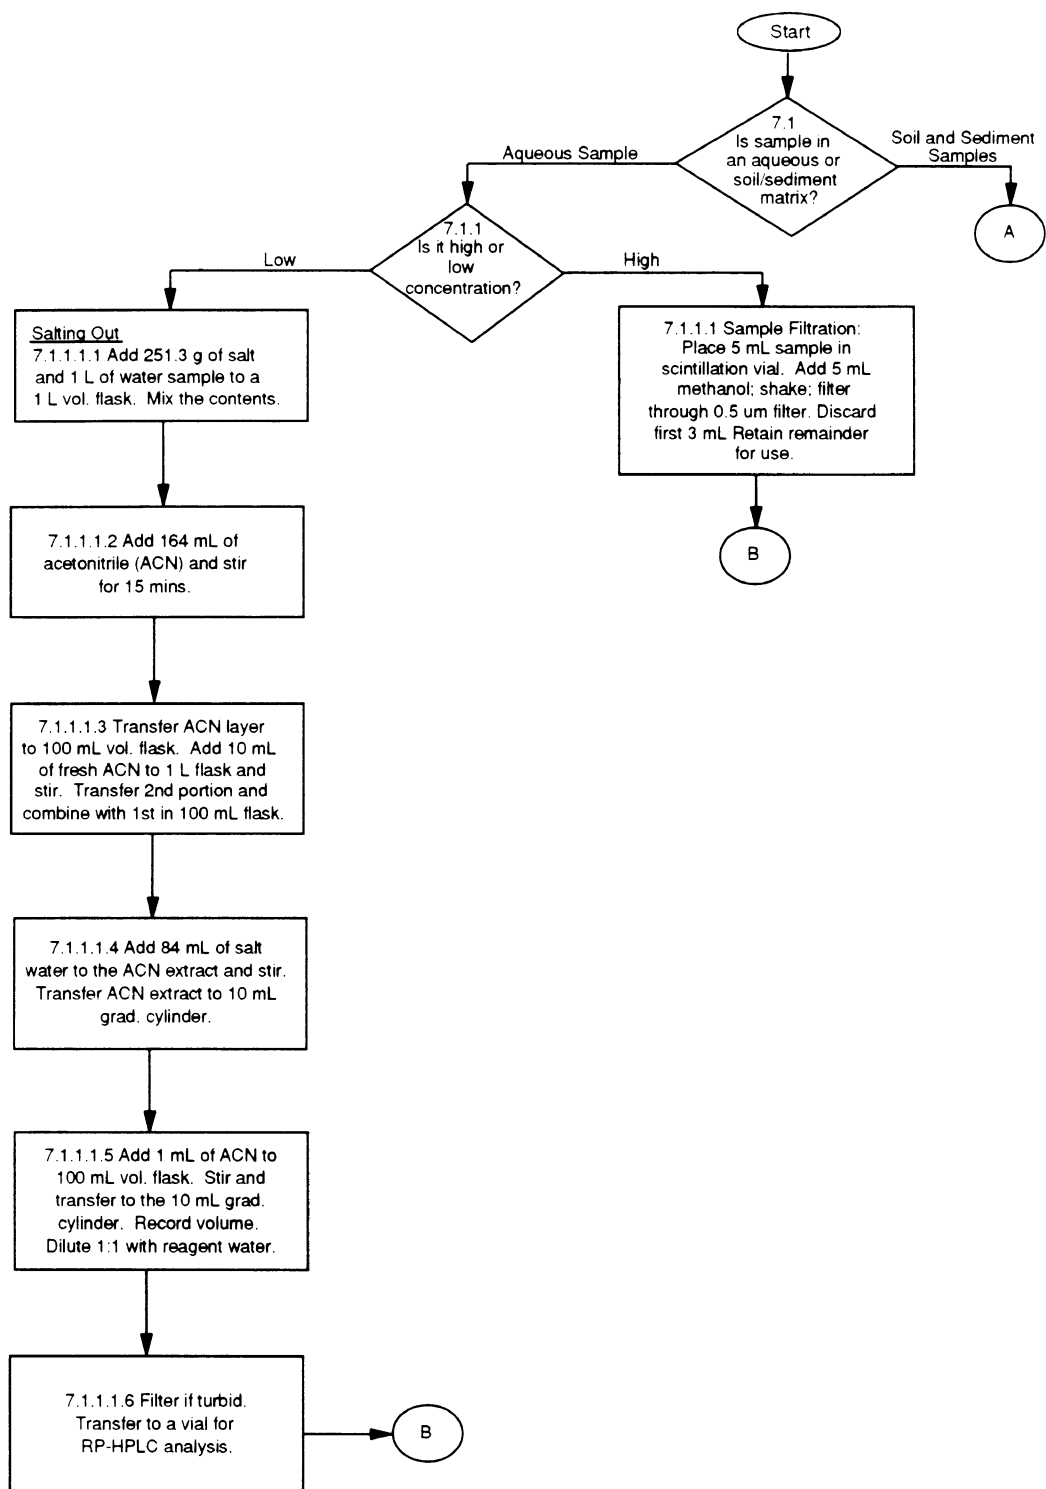 Start
7.1
Is sample in
an aqueous or
soil/sediment
matrix?
Aqueous Sample
Soil and Sediment
Samples
A
7.1.1
Is it high or
low
concentration?
Low
High
Salting Out
7.1.1.1.1 Add 251.3 g of salt
and 1 L of water sample to a
1 L vol. flask. Mix the contents.
7.1.1.1 Sample Filtration:
Place 5 mL sample in
scintillation vial. Add 5 mL
methanol; shake; filter
through 0.5 um filter. Discard
first 3 mL Retain remainder
for use.
B
7.1.1.1.2 Add 164 mL of
acetonitrile (ACN) and stir
for 15 mins.
7.1.1.1.3 Transfer ACN layer
to 100 mL vol. flask. Add 10 mL
of fresh ACN to 1 L flask and
stir. Transfer 2nd portion and
combine with 1st in 100 mL flask.
7.1.1.1.4 Add 84 mL of salt
water to the ACN extract and stir.
Transfer ACN extract to 10 mL
grad. cylinder.
7.1.1.1.5 Add 1 mL of ACN to
100 mL vol. flask. Stir and
transfer to the 10 mL grad.
cylinder. Record volume.
Dilute 1:1 with reagent water.
7.1.1.1.6 Filter if turbid.
Transfer to a vial for
RP-HPLC analysis.
B